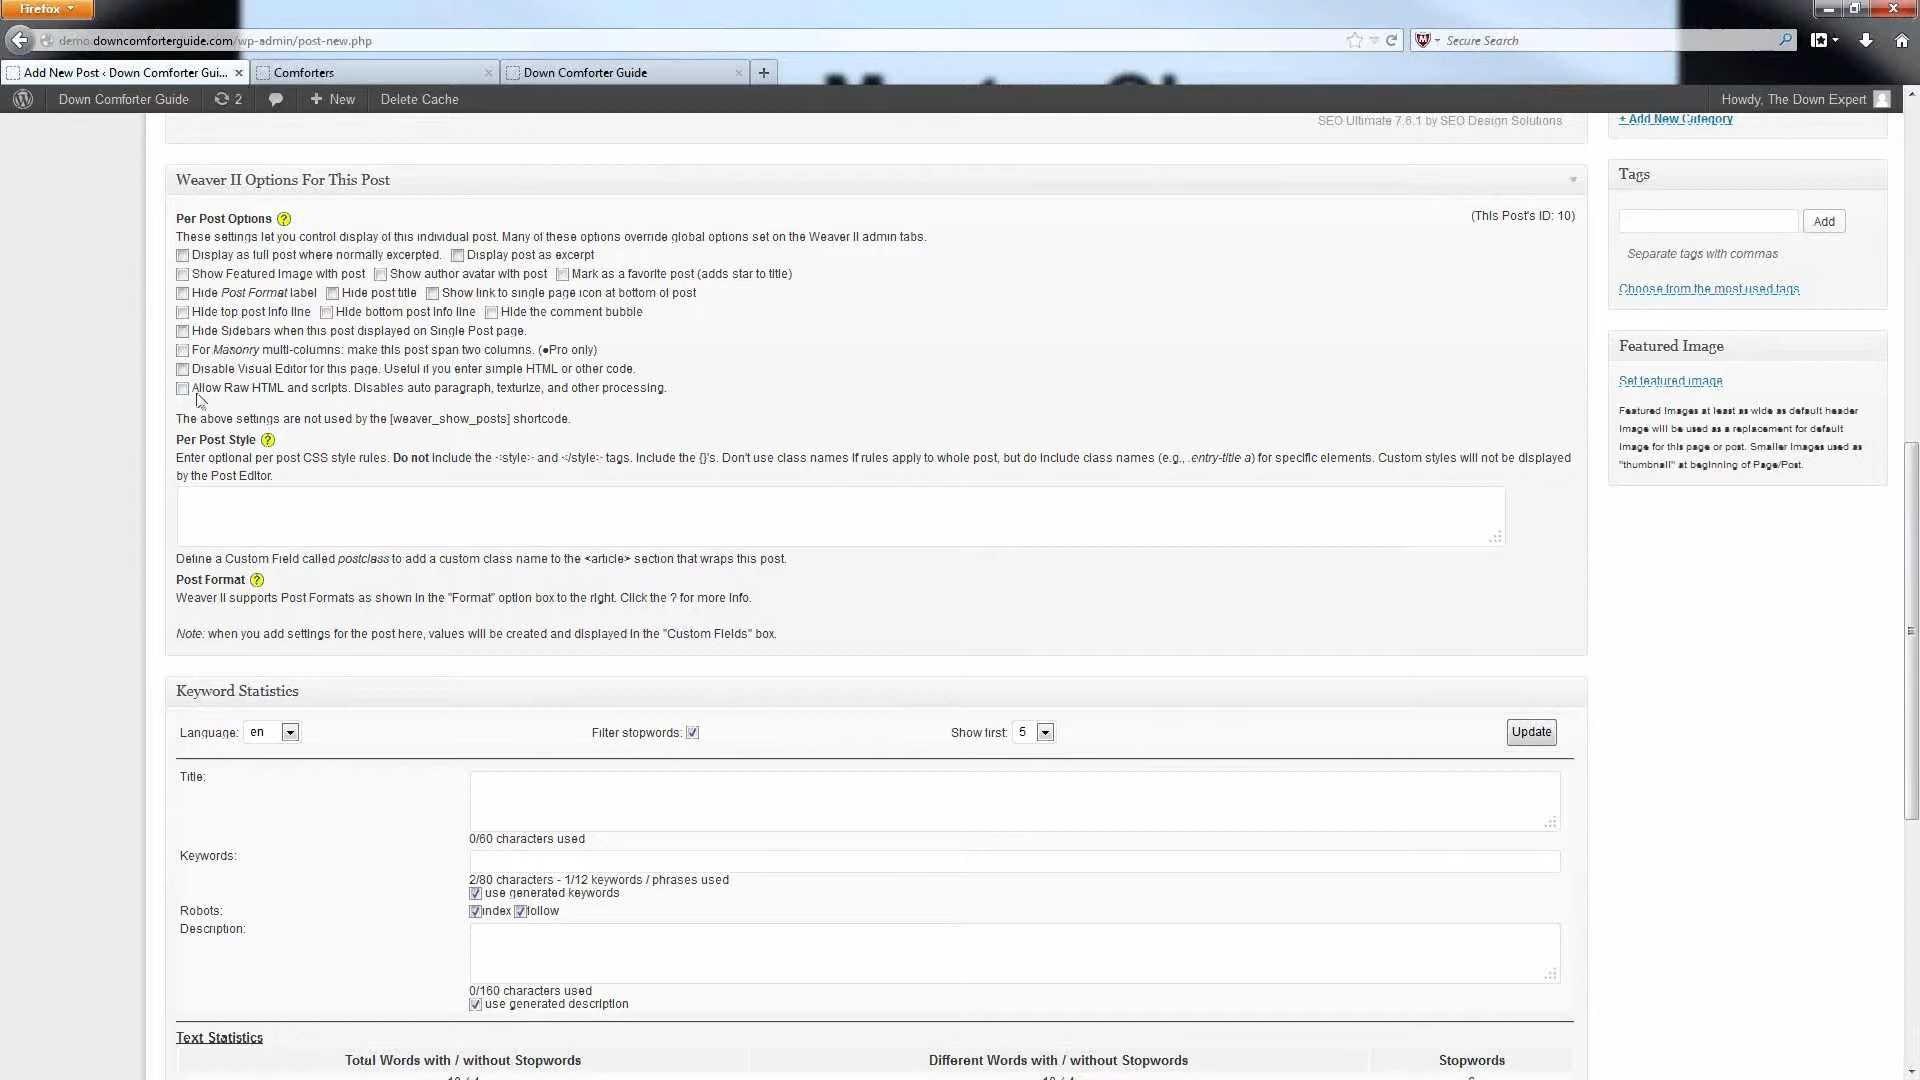 Firefox
demo.downcomforterguide.com/wp-admin/post-new.php
Secure Search
Add New Post ‹ Down Comforter Gui...
Comforters
Down Comforter Guide
Down Comforter Guide
2
New
Delete Cache
Howdy, The Down Expert
SEO Ultimate 7.6.1 by SEO Design Solutions
+ Add New Category
Weaver II Options For This Post
Per Post Options ?
(This Post's ID: 10)
These settings let you control display of this individual post. Many of these options override global options set on the Weaver II admin tabs.
Display as full post where normally excerpted. Display post as excerpt
Show Featured Image with post Show author avatar with post Mark as a favorite post (adds star to title)
Hide Post Format label Hide post title Show link to single page icon at bottom of post
Hide top post info line Hide bottom post info line Hide the comment bubble
Hide Sidebars when this post displayed on Single Post page.
For Masonry multi-columns: make this post span two columns. (●Pro only)
Disable Visual Editor for this page. Useful if you enter simple HTML or other code.
Allow Raw HTML and scripts. Disables auto paragraph, texturize, and other processing.
The above settings are not used by the [weaver_show_posts] shortcode.
Per Post Style ?
Enter optional per post CSS style rules. Do not include the <style> and </style> tags. Include the {}'s. Don't use class names if rules apply to whole post, but do include class names (e.g., .entry-title a) for specific elements. Custom styles will not be displayed
by the Post Editor.
Define a Custom Field called postclass to add a custom class name to the <article> section that wraps this post.
Post Format ?
Weaver II supports Post Formats as shown in the "Format" option box to the right. Click the ? for more info.
Note: when you add settings for the post here, values will be created and displayed in the "Custom Fields" box.
Tags
Add
Separate tags with commas
Choose from the most used tags
Featured Image
Set featured image
Featured Images at least as wide as default header
image will be used as a replacement for default
image for this page or post. Smaller images used as
"thumbnail" at beginning of Page/Post.
Keyword Statistics
Language: en
Filter stopwords:
Show first: 5
Update
Title:
0/60 characters used
Keywords:
2/80 characters - 1/12 keywords / phrases used
use generated keywords
Robots:
index follow
Description:
0/160 characters used
use generated description
Text Statistics
Total Words with / without Stopwords
Different Words with / without Stopwords
Stopwords